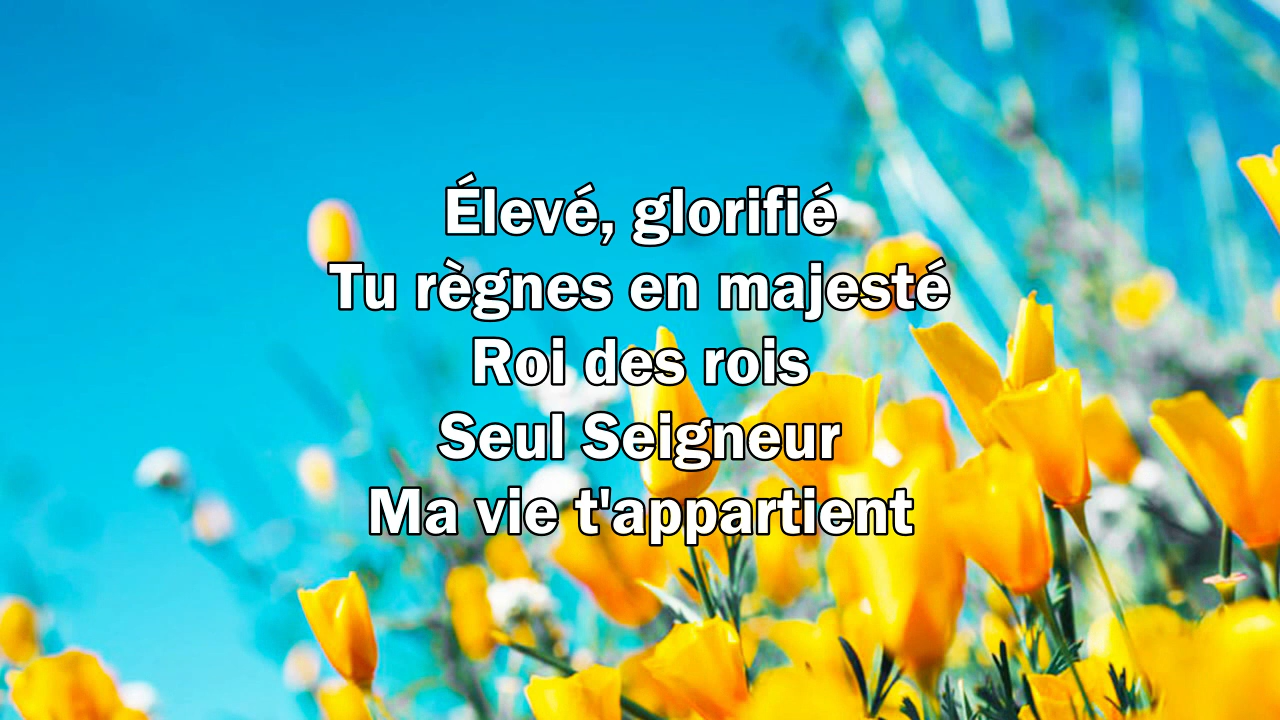 Élevé, glorifié
Tu règnes en majesté
Roi des rois
Seul Seigneur
Ma vie t'appartient